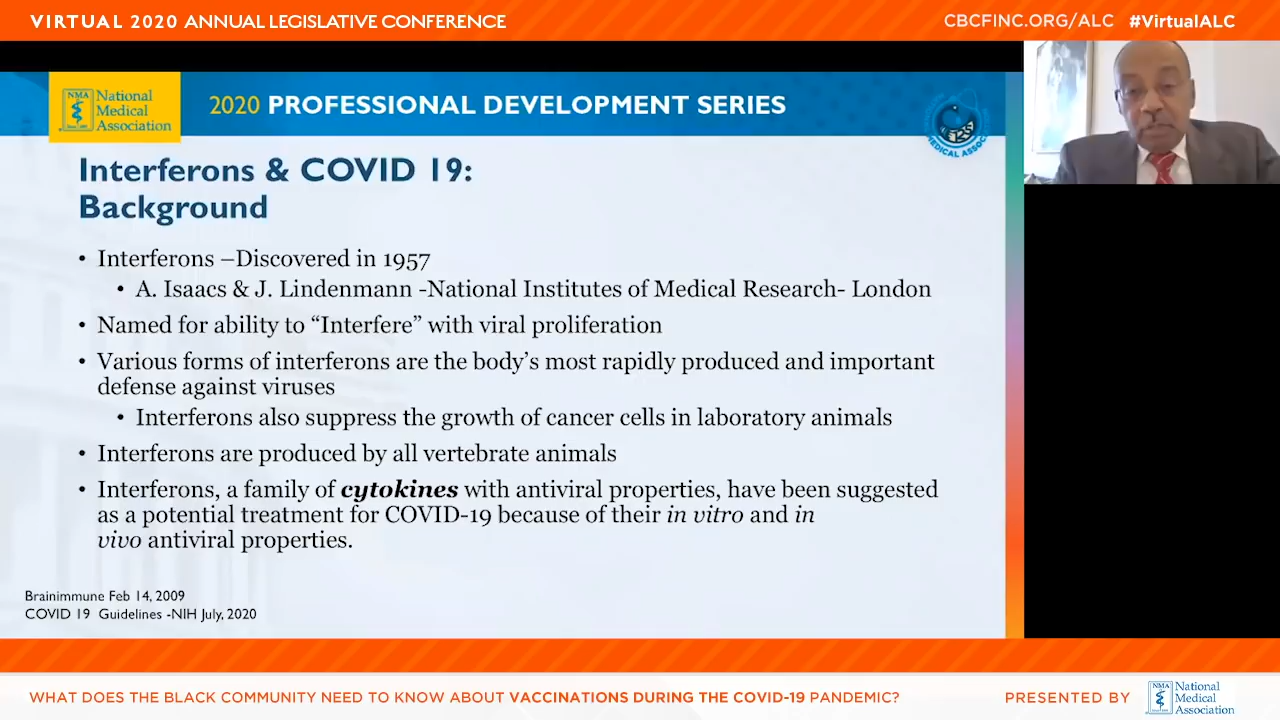 VIRTUAL 2020 ANNUAL LEGISLATIVE CONFERENCE
CBCFINC.ORG/ALC #VirtualALC
NMA
National
Medical
Association
2020 PROFESSIONAL DEVELOPMENT SERIES
Interferons & COVID 19:
Background
• Interferons –Discovered in 1957
• A. Isaacs & J. Lindenmann -National Institutes of Medical Research- London
• Named for ability to “Interfere” with viral proliferation
• Various forms of interferons are the body’s most rapidly produced and important
defense against viruses
• Interferons also suppress the growth of cancer cells in laboratory animals
• Interferons are produced by all vertebrate animals
• Interferons, a family of cytokines with antiviral properties, have been suggested
as a potential treatment for COVID-19 because of their in vitro and in
vivo antiviral properties.
Brainimmune Feb 14, 2009
COVID 19 Guidelines -NIH July, 2020
WHAT DOES THE BLACK COMMUNITY NEED TO KNOW ABOUT VACCINATIONS DURING THE COVID-19 PANDEMIC?
PRESENTED BY
NMA
National
Medical
Association